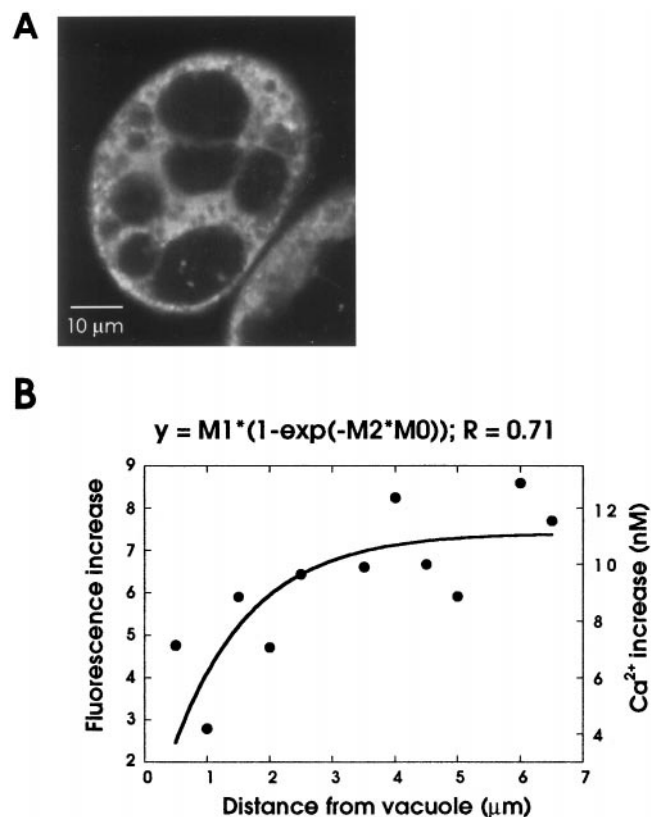 A
10 μm
B
y = M1*(1-exp(-M2*M0)); R = 0.71
9
8
7
6
5
4
3
2
Fluorescence increase
12
10
8
6
4
Ca²⁺ increase (nM)
0 1 2 3 4 5 6 7
Distance from vacuole (μm)